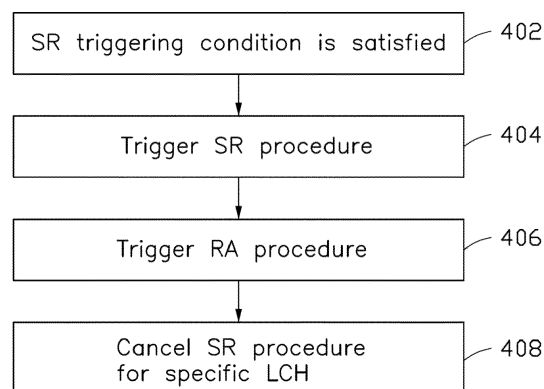 SR triggering condition is satisfied
402
Trigger SR procedure
404
Trigger RA procedure
406
Cancel SR procedure
for specific LCH
408